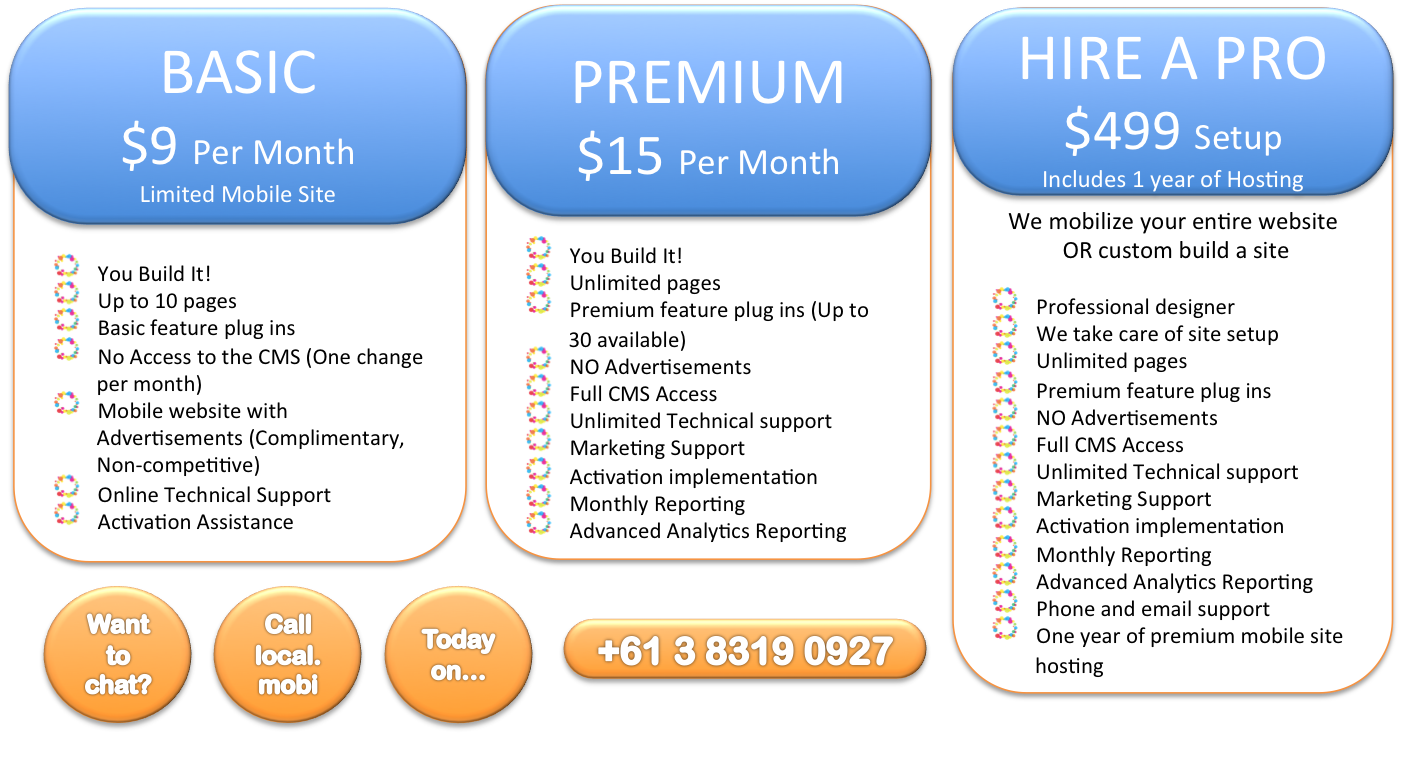 BASIC
$9 Per Month
Limited Mobile Site
You Build It!
Up to 10 pages
Basic feature plug ins
No Access to the CMS (One change
per month)
Mobile website with
Advertisements (Complimentary,
Non-competitive)
Online Technical Support
Activation Assistance
PREMIUM
$15 Per Month
You Build It!
Unlimited pages
Premium feature plug ins (Up to
30 available)
NO Advertisements
Full CMS Access
Unlimited Technical support
Marketing Support
Activation implementation
Monthly Reporting
Advanced Analytics Reporting
HIRE A PRO
$499 Setup
Includes 1 year of Hosting
We mobilize your entire website
OR custom build a site
Professional designer
We take care of site setup
Unlimited pages
Premium feature plug ins
NO Advertisements
Full CMS Access
Unlimited Technical support
Marketing Support
Activation implementation
Monthly Reporting
Advanced Analytics Reporting
Phone and email support
One year of premium mobile site
hosting
Want
to
chat?
Call
local.
mobi
Today
on...
+61 3 8319 0927